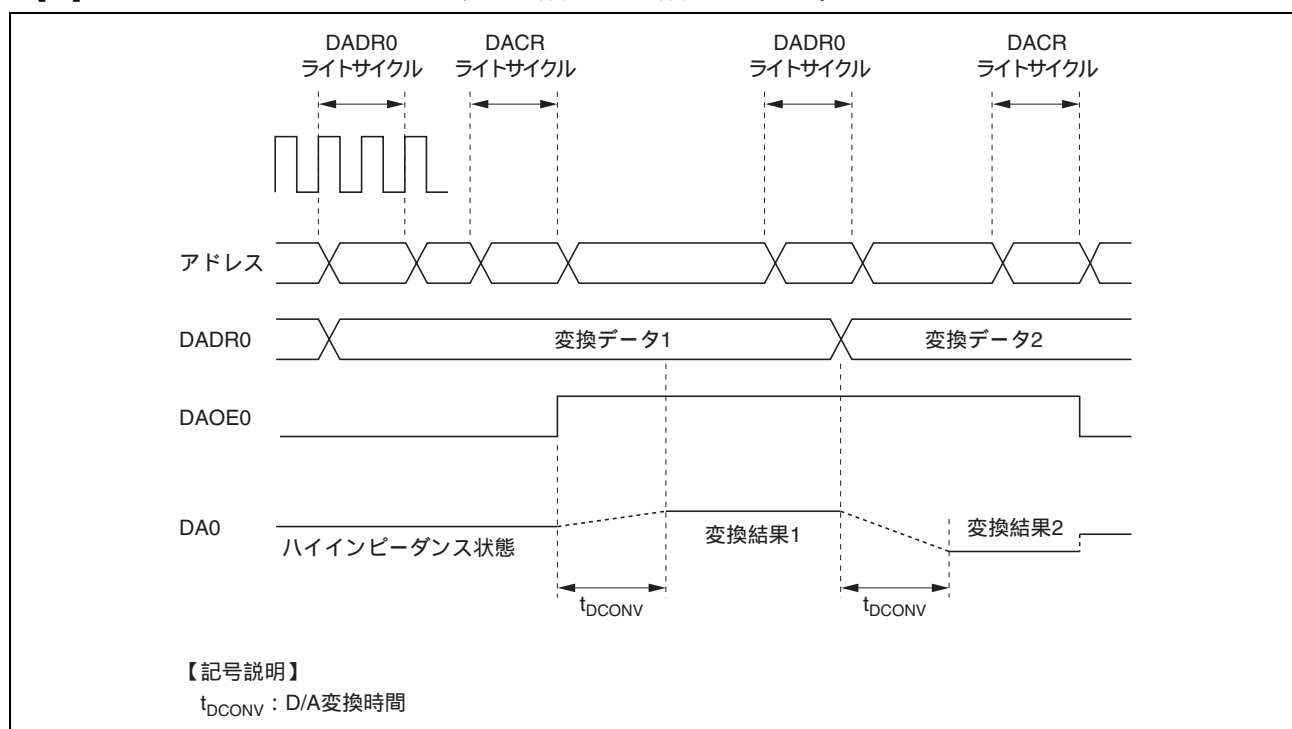 DADR0
ライトサイクル
DACR
ライトサイクル
DADR0
ライトサイクル
DACR
ライトサイクル
アドレス
DADR0
変換データ1
変換データ2
DAOE0
DA0
ハイインピーダンス状態
変換結果1
変換結果2
tDCONV
tDCONV
【記号説明】
tDCONV：D/A変換時間